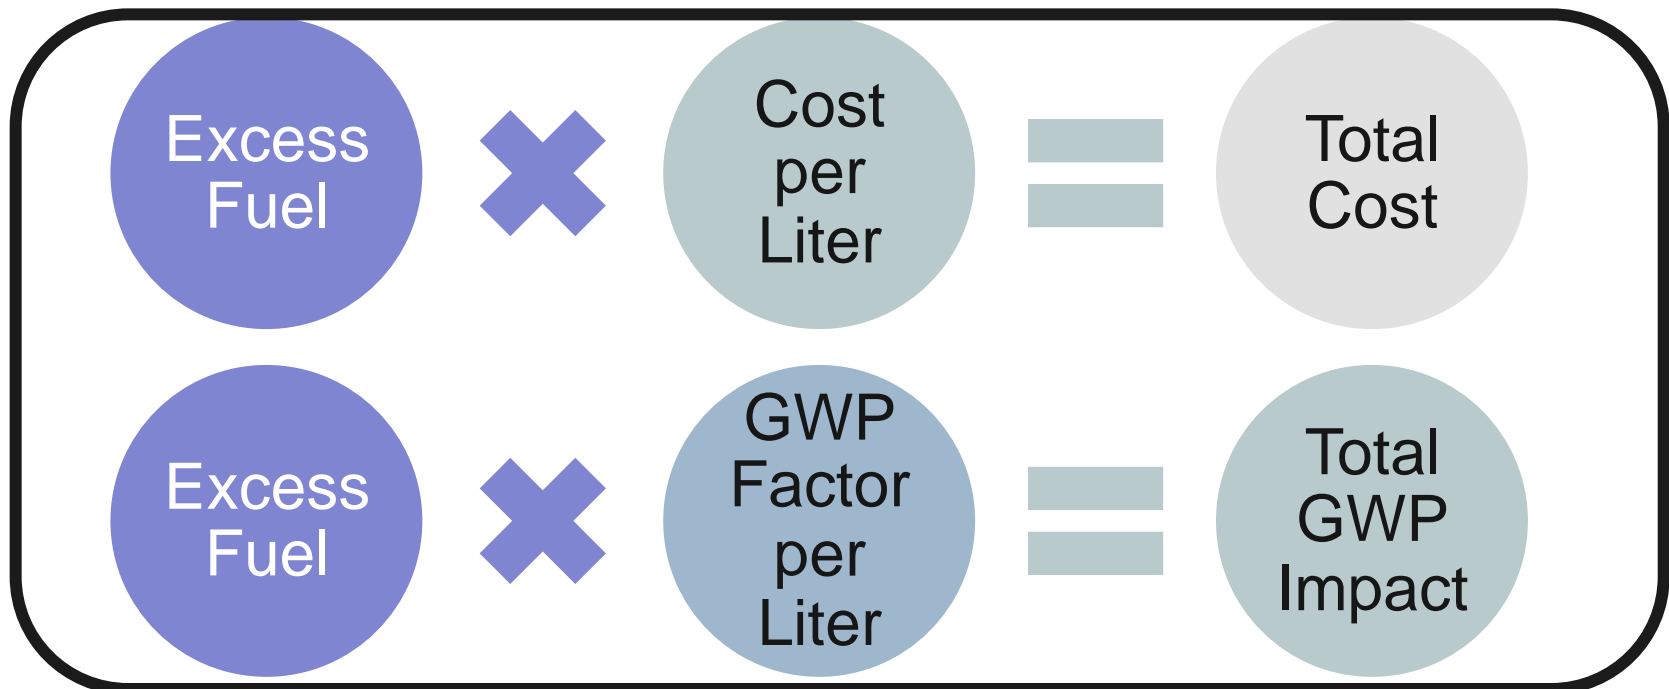 Excess
Fuel
Cost
per
Liter
Total
Cost
Excess
Fuel
GWP
Factor
per
Liter
Total
GWP
Impact